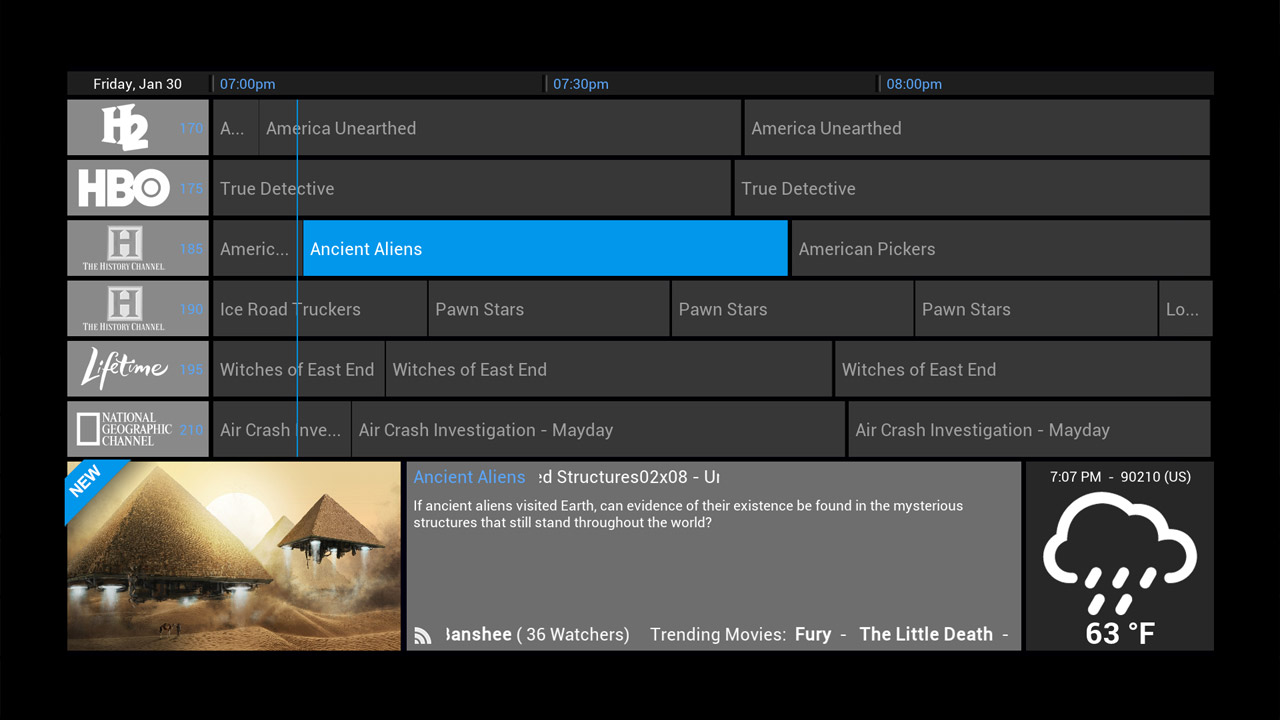 Friday, Jan 30 07:00pm 07:30pm 08:00pm
H2 170 A... America Unearthed America Unearthed
HBO 175 True Detective True Detective
H THE HISTORY CHANNEL 185 Americ... Ancient Aliens American Pickers
H THE HISTORY CHANNEL 190 Ice Road Truckers Pawn Stars Pawn Stars Pawn Stars Lo...
Lifetime 195 Witches of East End Witches of East End Witches of East End
NATIONAL GEOGRAPHIC CHANNEL 210 Air Crash Inve... Air Crash Investigation - Mayday Air Crash Investigation - Mayday
NEW
Ancient Aliens ed Structures02x08 - Un
If ancient aliens visited Earth, can evidence of their existence be found in the mysterious
structures that still stand throughout the world?
Banshee ( 36 Watchers) Trending Movies: Fury - The Little Death -
7:07 PM - 90210 (US)
63 °F